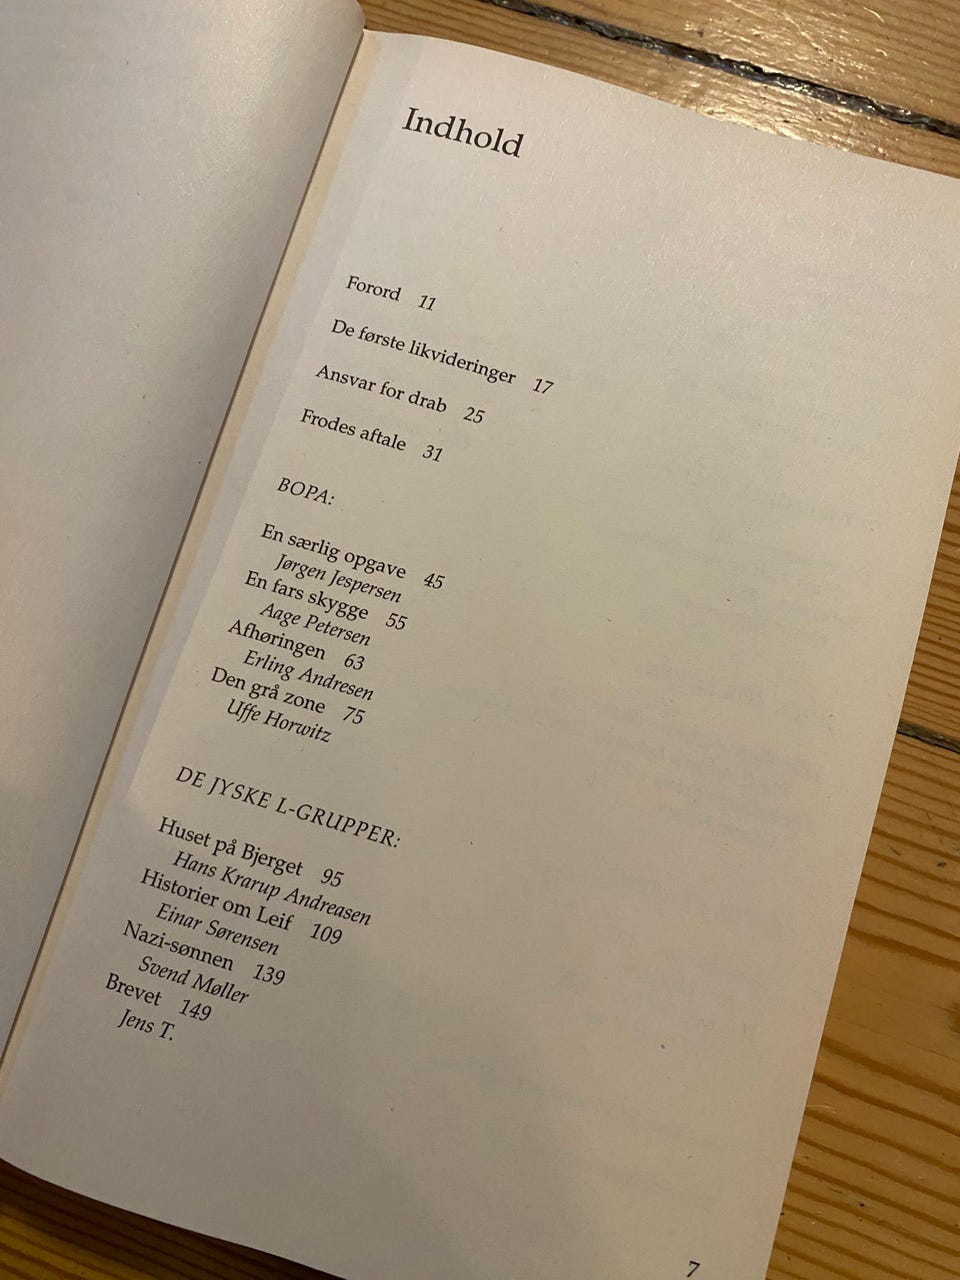 Indhold
Forord 11
De første likvideringer 17
Ansvar for drab 25
Frodes aftale 31
BOPA:
En særlig opgave 45
Jørgen Jespersen
En fars skygge 55
Aage Petersen
Afhøringen 63
Erling Andresen
Den grå zone 75
Uffe Horwitz
DE JYSKE L-GRUPPER:
Huset på Bjerget 95
Hans Krarup Andreasen
Historier om Leif 109
Einar Sørensen
Nazi-sønnen 139
Svend Møller
Brevet 149
Jens T.
7